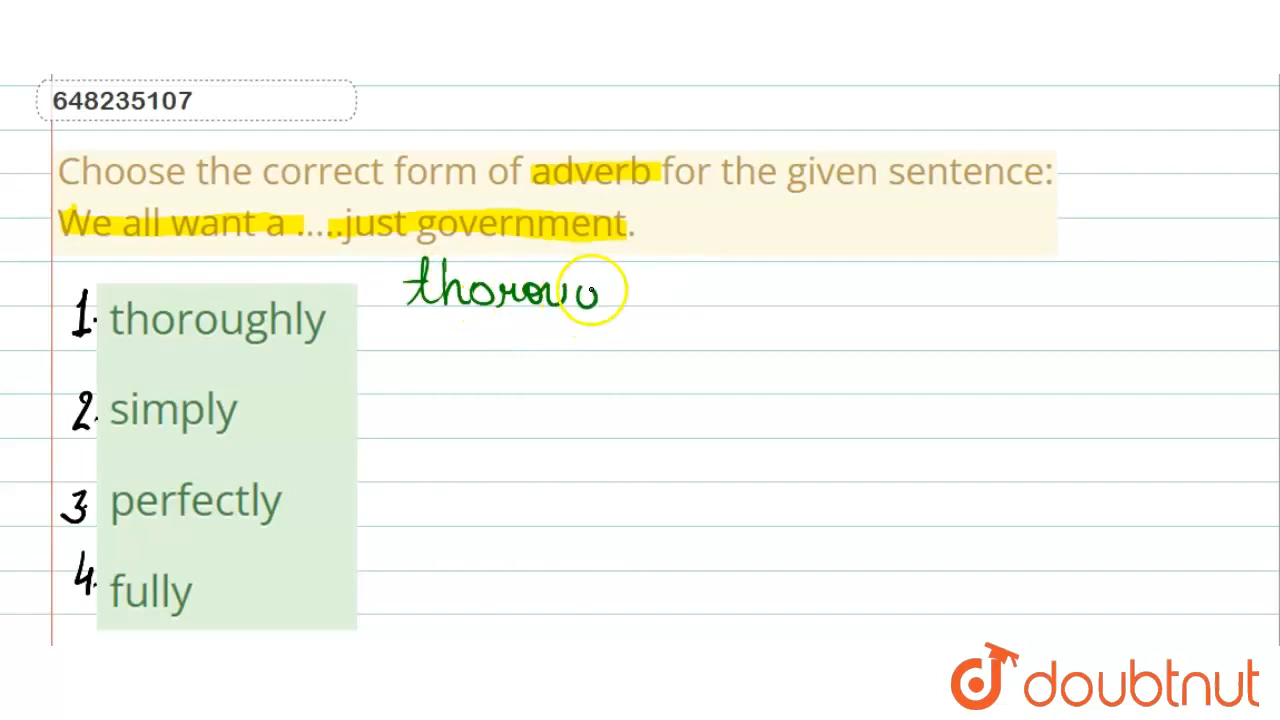 648235107
Choose the correct form of adverb for the given sentence:
We all want a .....just government.
thorou
1. thoroughly
2. simply
3 perfectly
4. fully
doubtnut